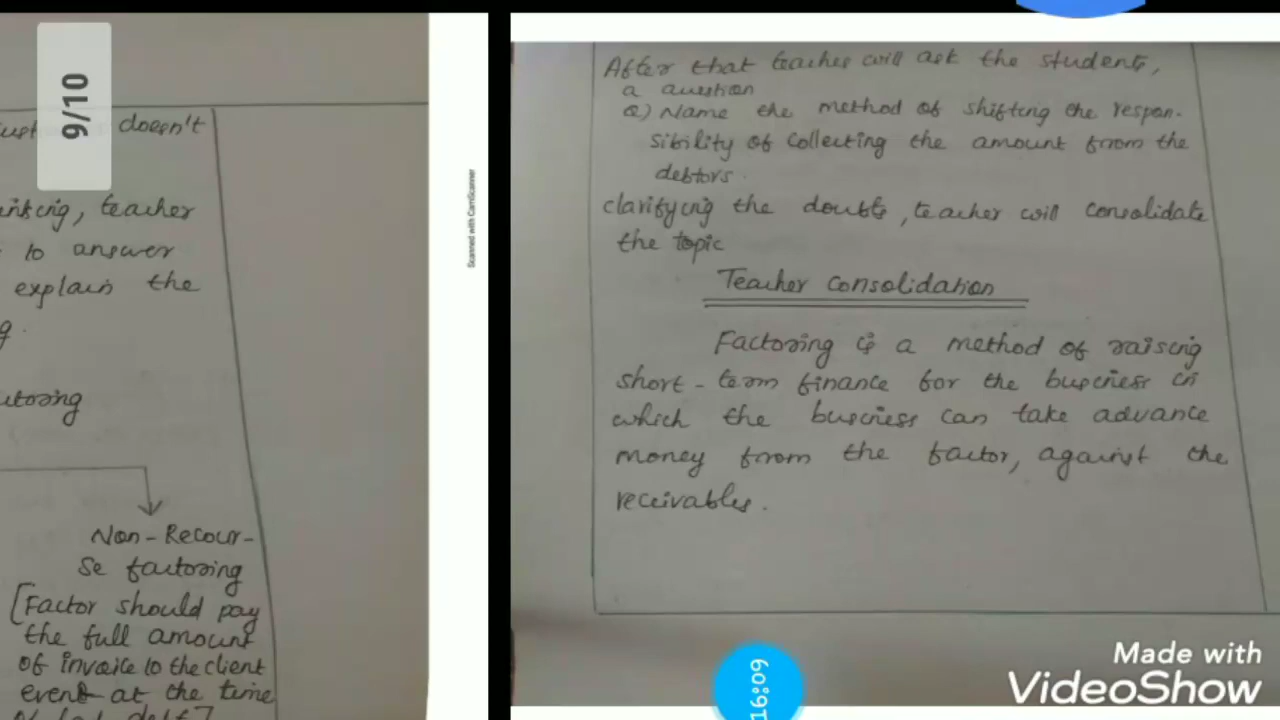 9/10
doesn't
teacher
to answer
explain the
Non-Recour-
se factoring
[Factor should pay
the full amount
of invoice to the client
event at the time
Scanned with CamScanner
After that teacher will ask the students,
a question
Q) Name the method of shifting the respon-
sibility of collecting the amount from the
debtors.
clarifying the doubts, teacher will consolidate
the topic
Teacher consolidation
Factoring is a method of raising
short-term finance for the business in
which the business can take advance
money from the factor, against the
receivables.
16:09
Made with
VideoShow